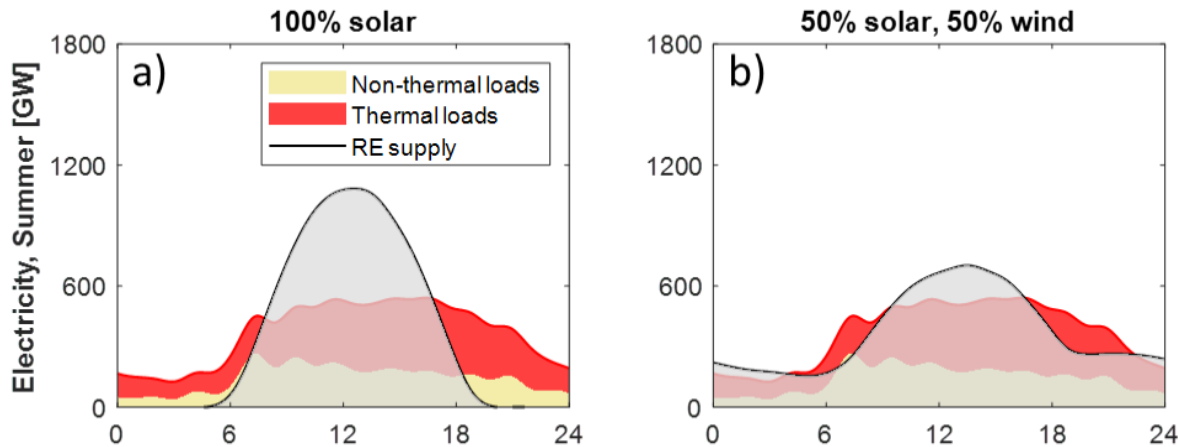 100% solar
50% solar, 50% wind
Electricity, Summer [GW]
1800
1200
600
0
a)
Non-thermal loads
Thermal loads
RE supply
0 6 12 18 24
1800
1200
600
0
b)
0 6 12 18 24